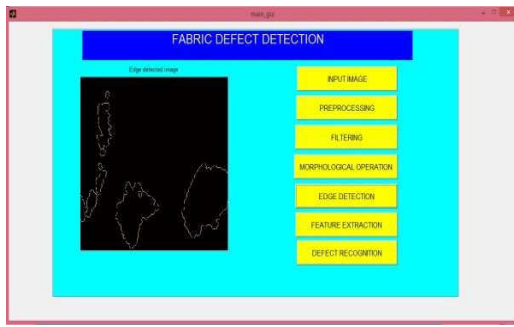 main_gui
FABRIC DEFECT DETECTION
Edge detected image
INPUT IMAGE
PREPROCESSING
FILTERING
MORPHOLOGICAL OPERATION
EDGE DETECTION
FEATURE EXTRACTION
DEFECT RECOGNITION